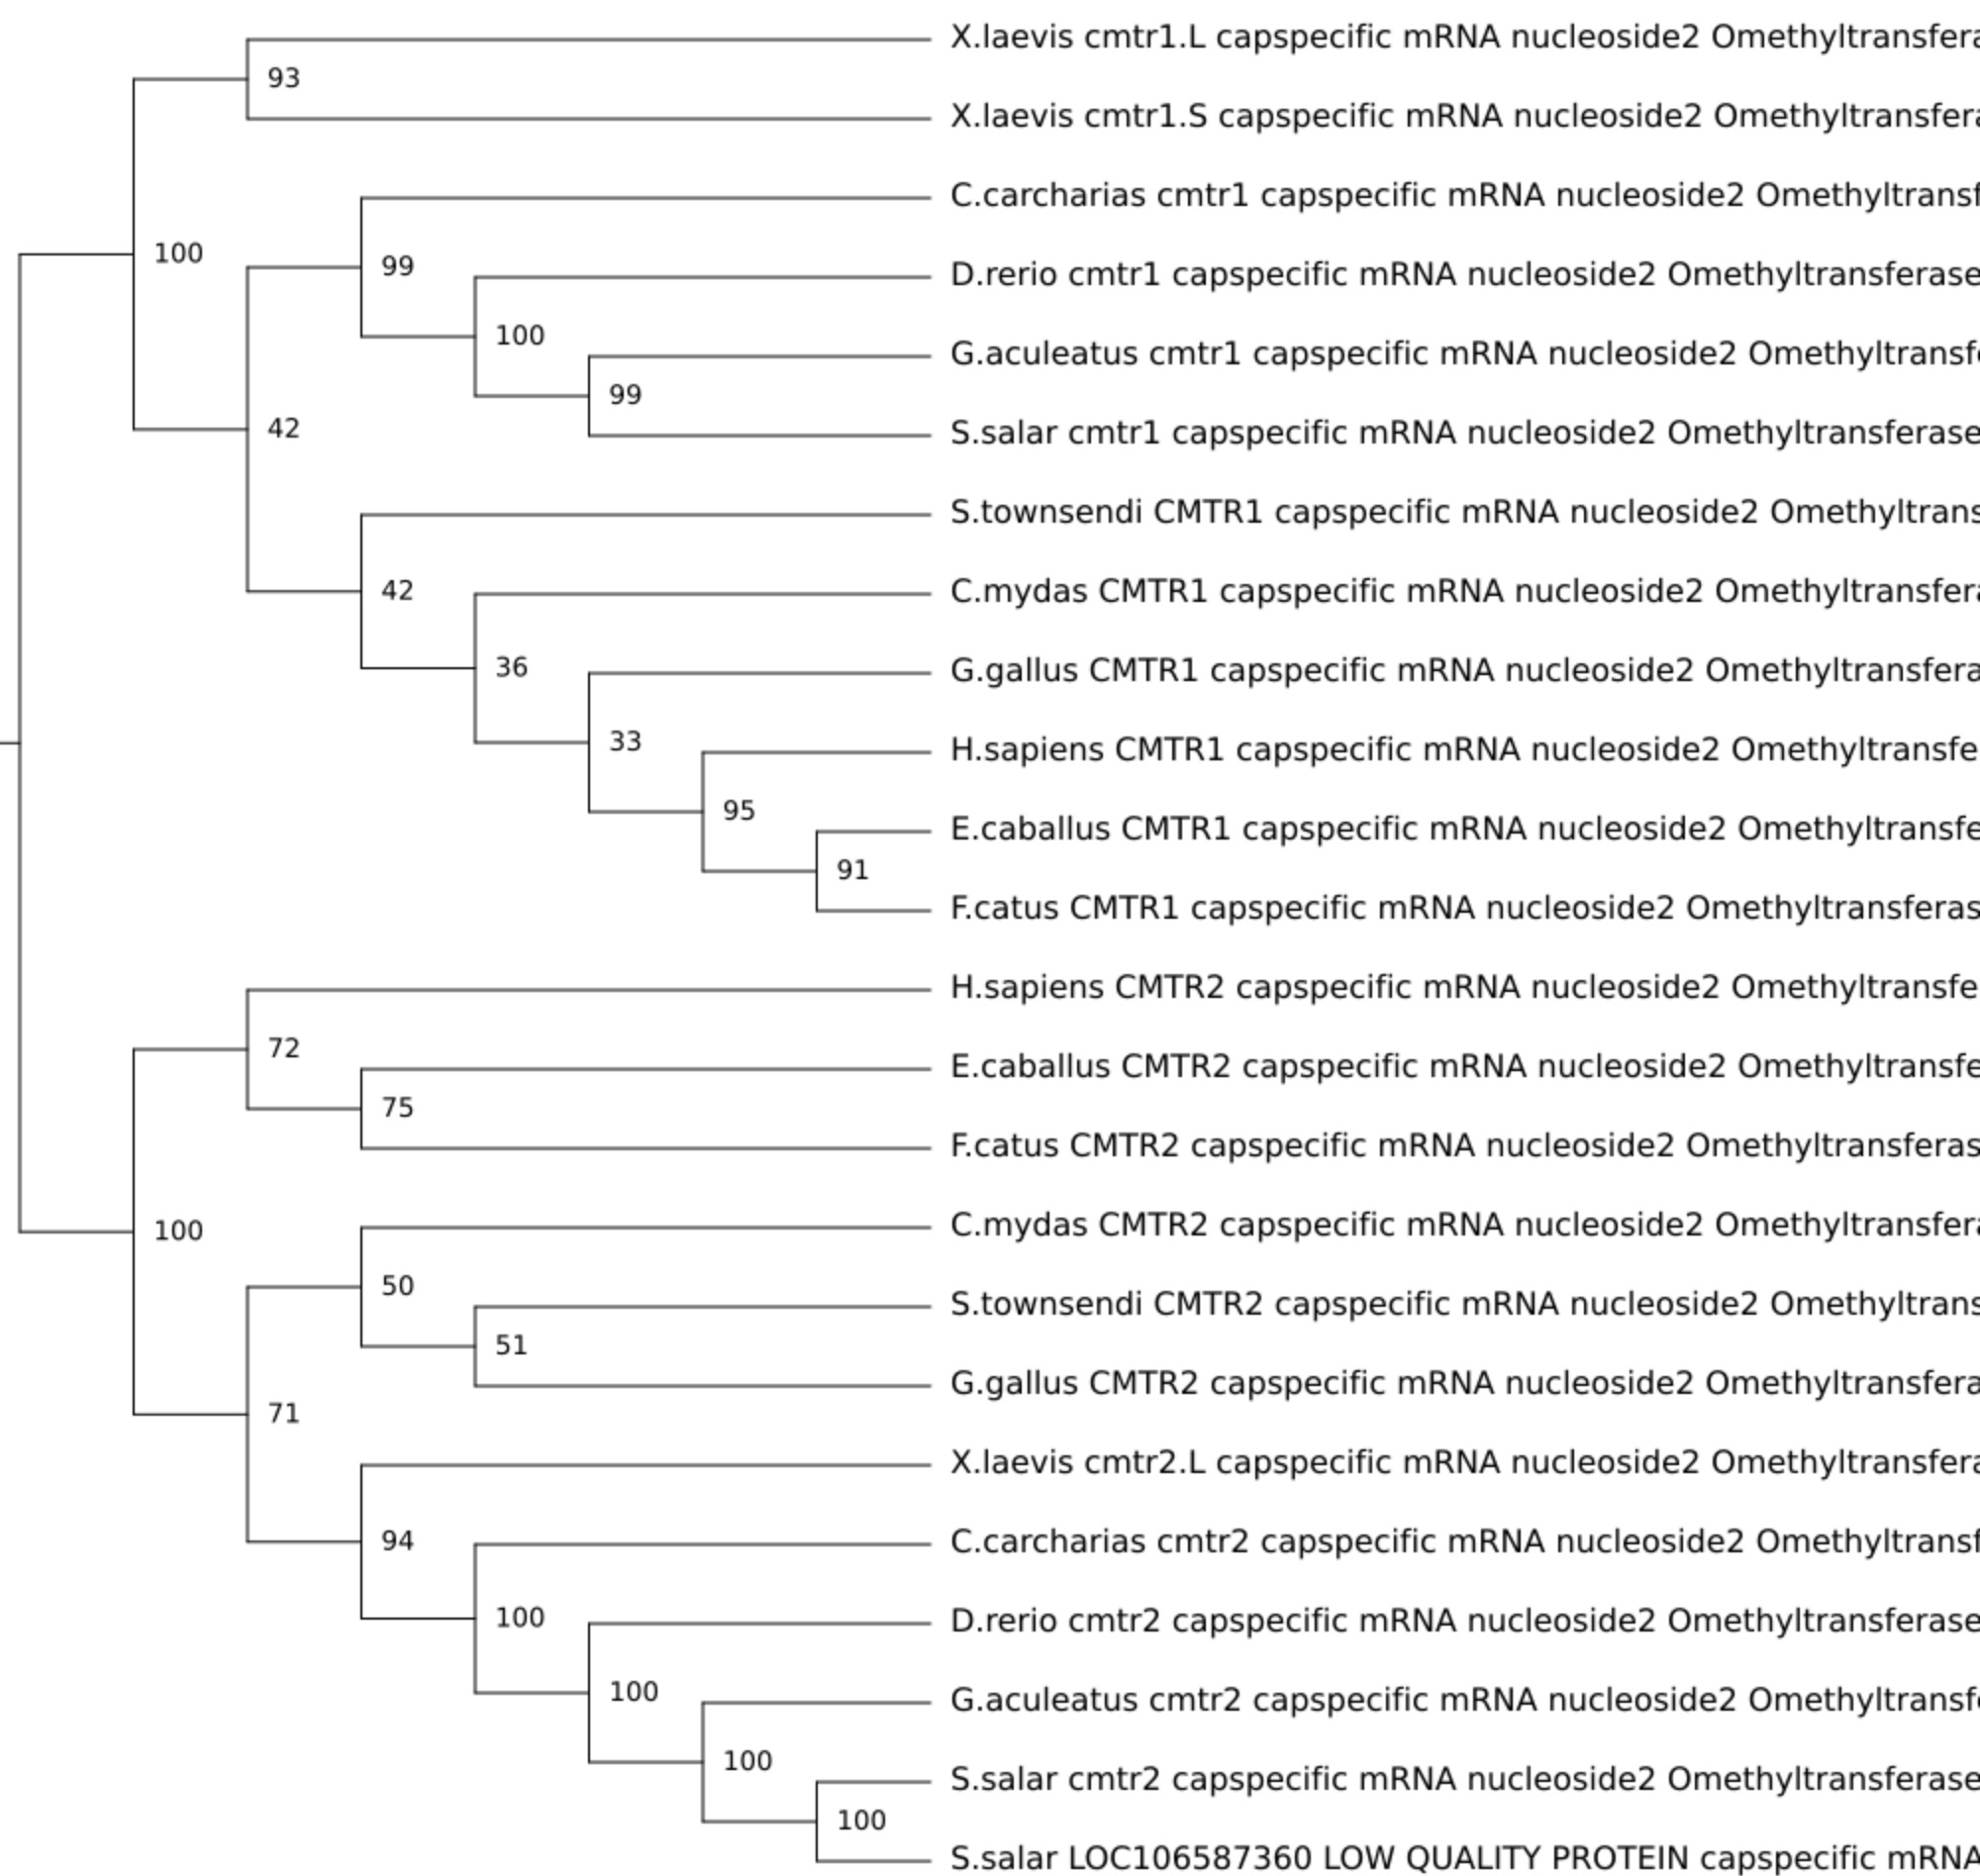 X.laevis cmtr1.L capspecific mRNA nucleoside2 Omethyltransfera
93
X.laevis cmtr1.S capspecific mRNA nucleoside2 Omethyltransfera
C.carcharias cmtr1 capspecific mRNA nucleoside2 Omethyltransf
100
99
D.rerio cmtr1 capspecific mRNA nucleoside2 Omethyltransferase
100
G.aculeatus cmtr1 capspecific mRNA nucleoside2 Omethyltransfe
99
42
S.salar cmtr1 capspecific mRNA nucleoside2 Omethyltransferase
S.townsendi CMTR1 capspecific mRNA nucleoside2 Omethyltrans
42
C.mydas CMTR1 capspecific mRNA nucleoside2 Omethyltransfera
36
G.gallus CMTR1 capspecific mRNA nucleoside2 Omethyltransfera
33
H.sapiens CMTR1 capspecific mRNA nucleoside2 Omethyltransfe
95
E.caballus CMTR1 capspecific mRNA nucleoside2 Omethyltransfe
91
F.catus CMTR1 capspecific mRNA nucleoside2 Omethyltransferas
H.sapiens CMTR2 capspecific mRNA nucleoside2 Omethyltransfe
72
E.caballus CMTR2 capspecific mRNA nucleoside2 Omethyltransfe
75
F.catus CMTR2 capspecific mRNA nucleoside2 Omethyltransferas
100
C.mydas CMTR2 capspecific mRNA nucleoside2 Omethyltransfera
50
S.townsendi CMTR2 capspecific mRNA nucleoside2 Omethyltrans
51
G.gallus CMTR2 capspecific mRNA nucleoside2 Omethyltransfera
71
X.laevis cmtr2.L capspecific mRNA nucleoside2 Omethyltransfera
94
C.carcharias cmtr2 capspecific mRNA nucleoside2 Omethyltransf
100
D.rerio cmtr2 capspecific mRNA nucleoside2 Omethyltransferase
100
G.aculeatus cmtr2 capspecific mRNA nucleoside2 Omethyltransfe
100
S.salar cmtr2 capspecific mRNA nucleoside2 Omethyltransferase
100
S.salar LOC106587360 LOW QUALITY PROTEIN capspecific mRNA